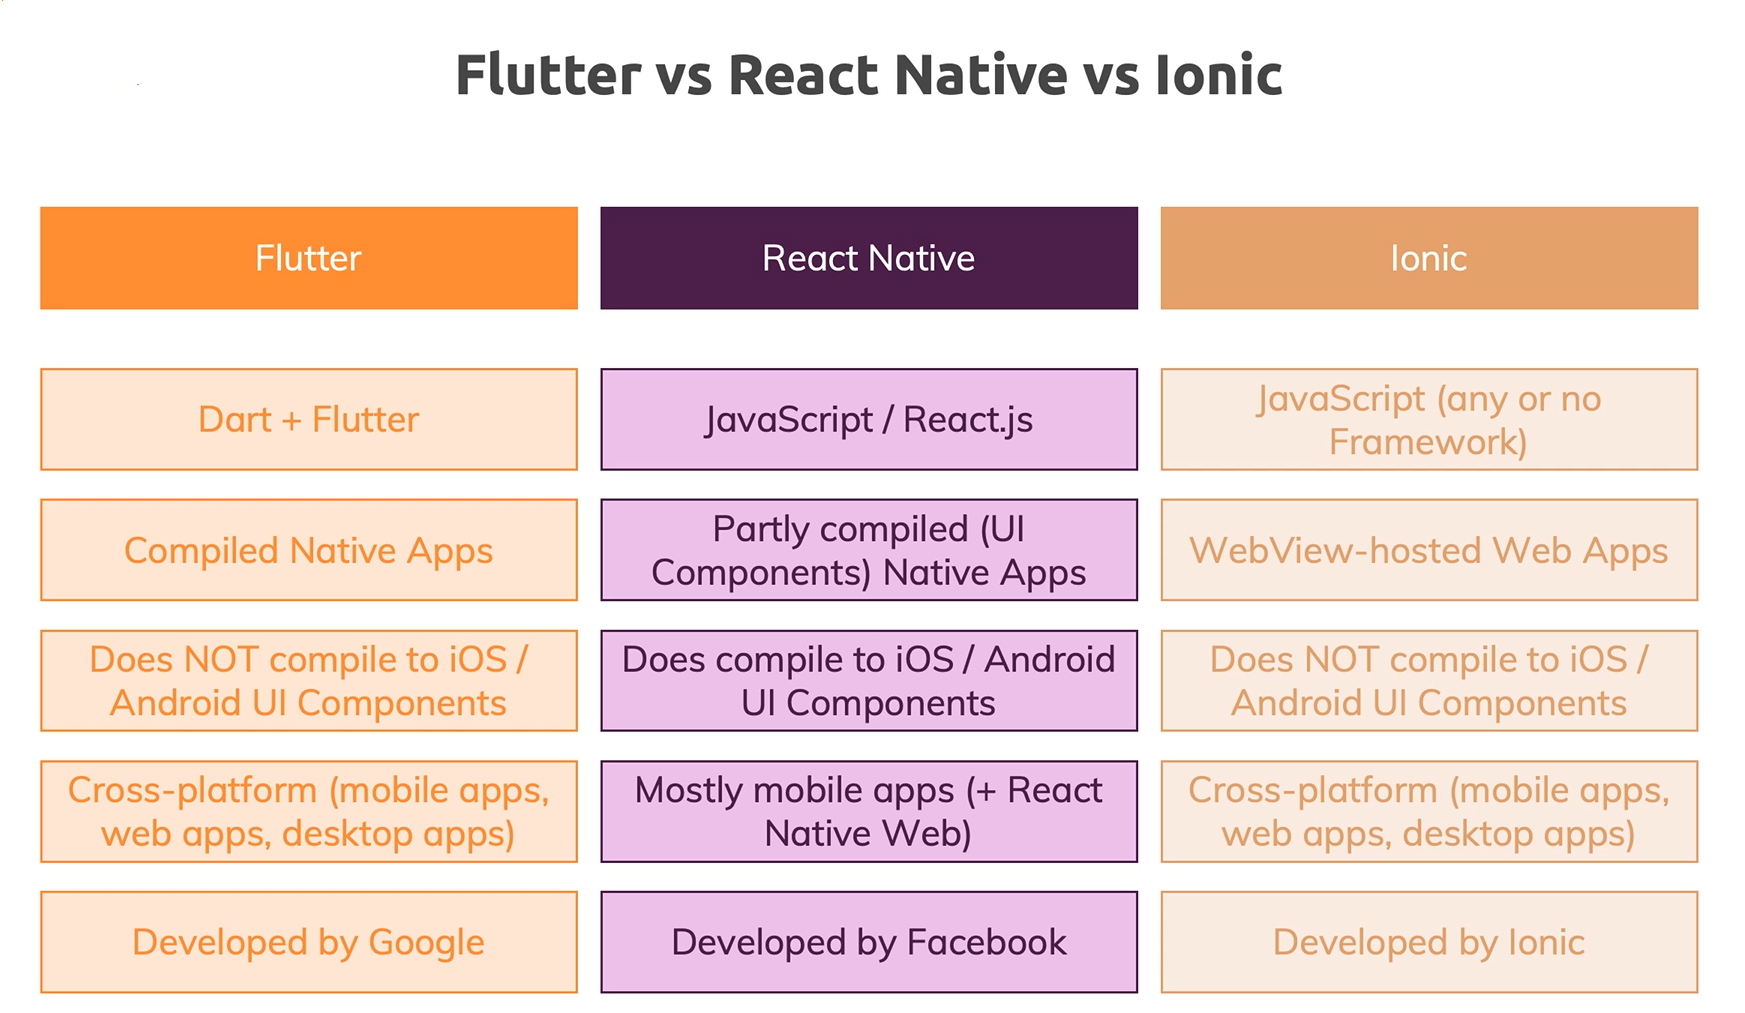 Flutter vs React Native vs Ionic
Flutter
React Native
Ionic
Dart + Flutter
JavaScript / React.js
JavaScript (any or no
Framework)
Compiled Native Apps
Partly compiled (UI
Components) Native Apps
WebView-hosted Web Apps
Does NOT compile to iOS /
Android UI Components
Does compile to iOS / Android
UI Components
Does NOT compile to iOS /
Android UI Components
Cross-platform (mobile apps,
web apps, desktop apps)
Mostly mobile apps (+ React
Native Web)
Cross-platform (mobile apps,
web apps, desktop apps)
Developed by Google
Developed by Facebook
Developed by Ionic